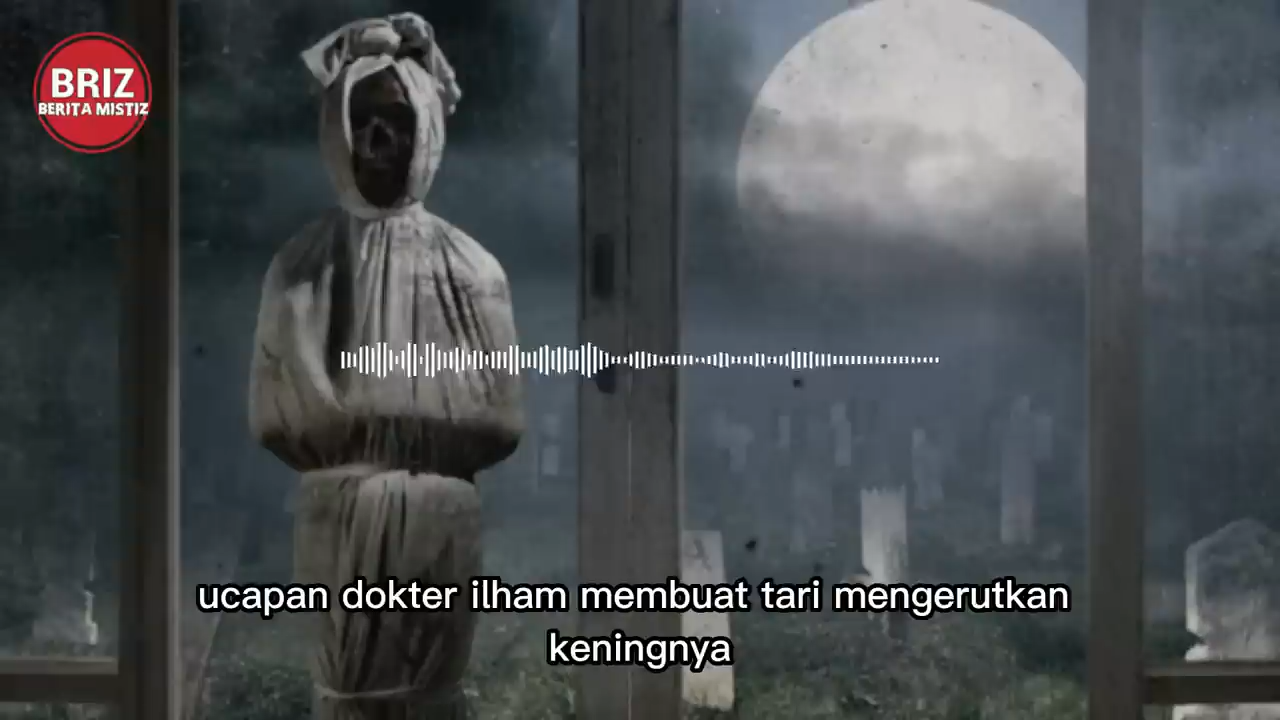 BRIZ
BERITA MISTIZ
ucapan dokter ilham membuat tari mengerutkan
keningnya